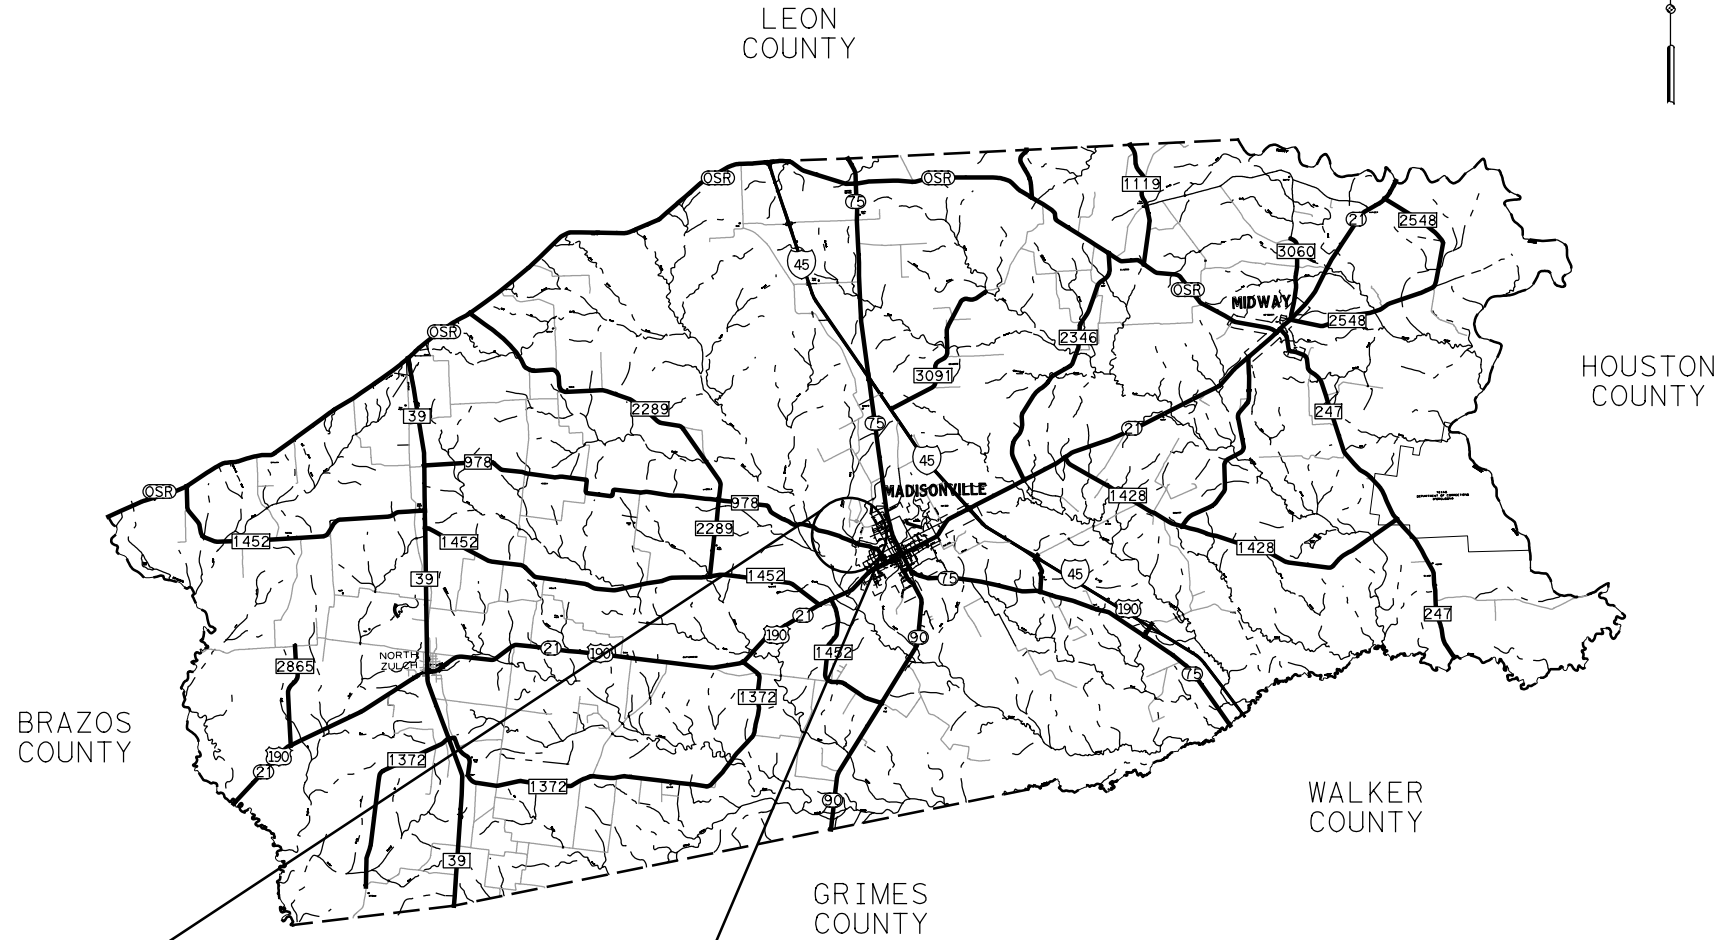 LEON
COUNTY
OSR
OSR
1119
75
21
2548
3060
45
OSR
MIDWAY
2548
OSR
2346
HOUSTON
COUNTY
3091
2289
39
247
75
21
978
45
OSR
MADISONVILLE
1428
978
2289
1452
1452
1428
39
1452
75
45
190
21
247
190
90
21
190
1452
NORTH
ZULCH
2865
75
1372
BRAZOS
COUNTY
190
1372
21
1372
90
WALKER
COUNTY
39
GRIMES
COUNTY